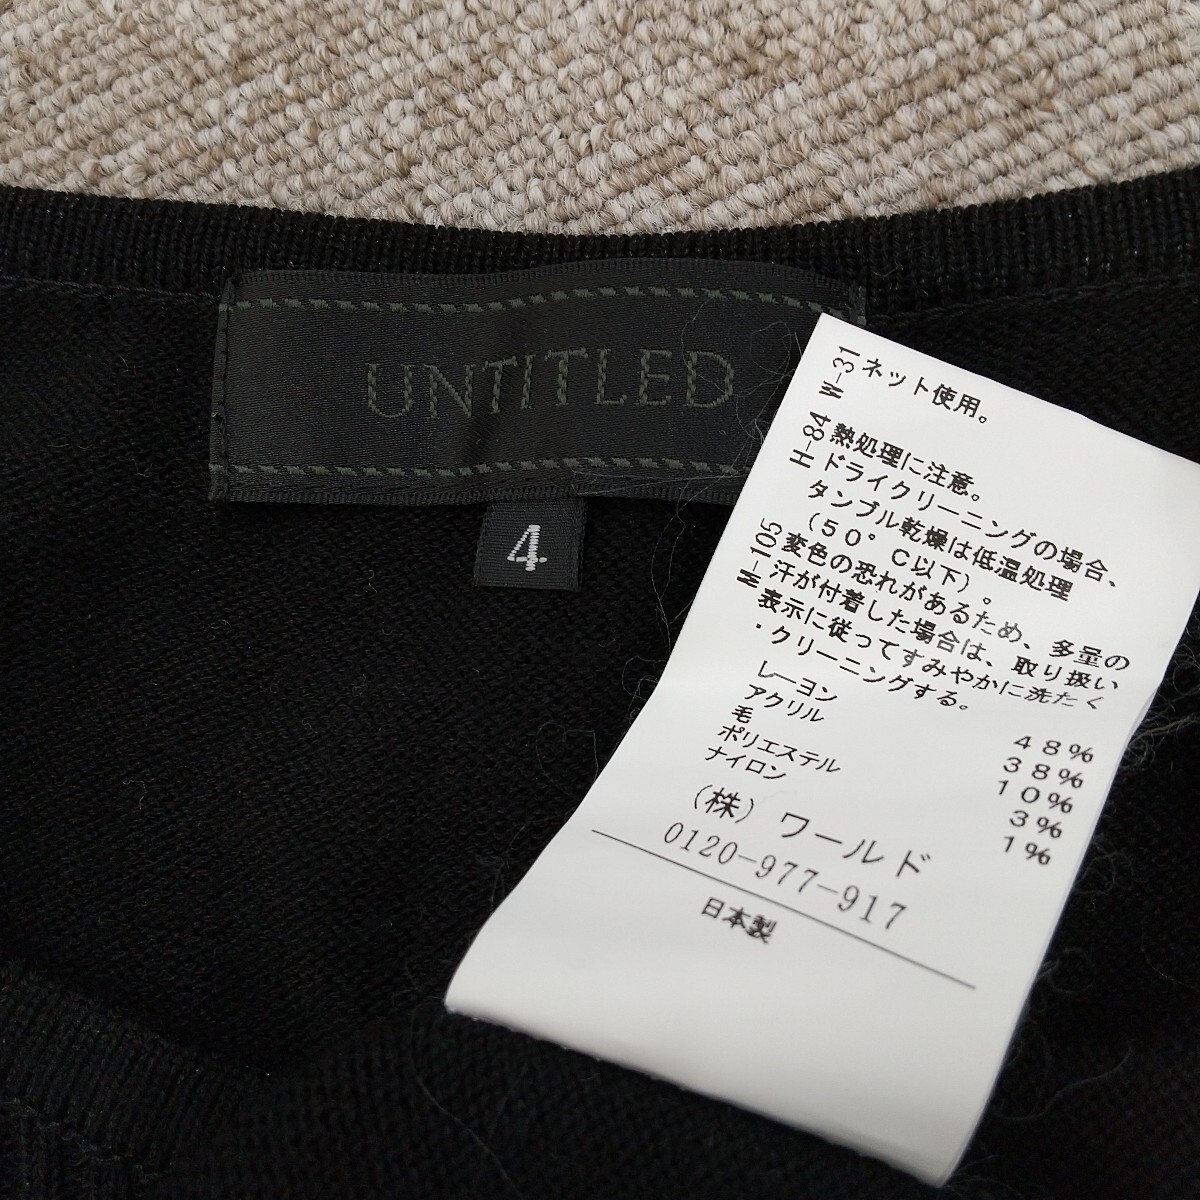 UNTITLED
4
W-31 ネット使用。
H-84 熱処理に注意。
ドライクリーニングの場合、
タンブル乾燥は低温処理
(50°C以下)。
H-105 変色の恐れがあるため、多量の
汗が付着した場合は、取り扱い
表示に従ってすみやかに洗たく
・クリーニングする。
レーヨン 48%
アクリル 38%
毛 10%
ポリエステル 3%
ナイロン 1%
(株)ワールド
0120-977-917
日本製